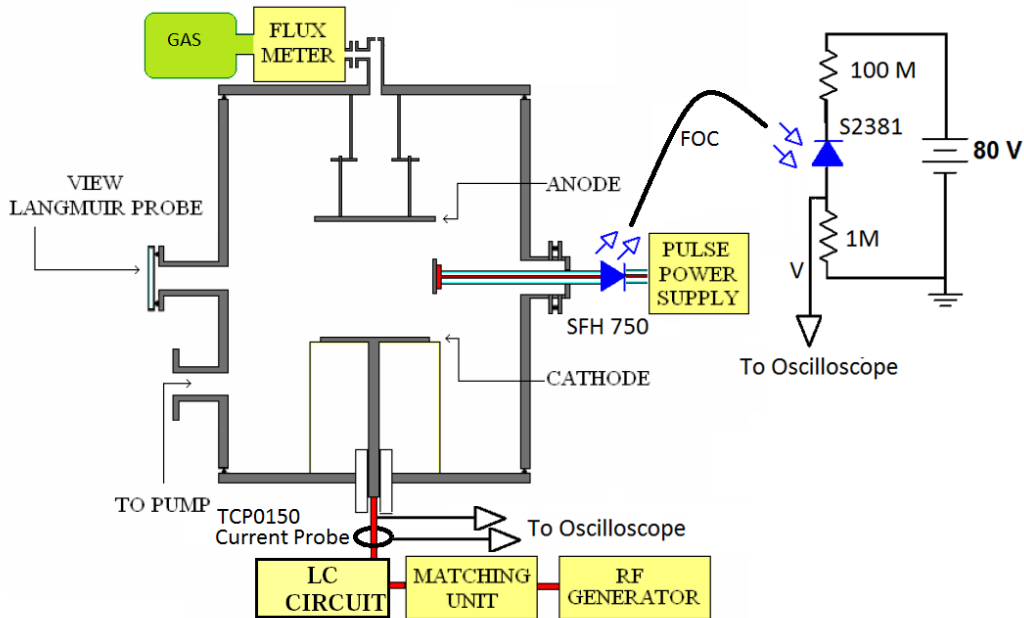 GAS
FLUX
METER
100 M
S2381
80 V
1M
V
To Oscilloscope
FOC
VIEW
LANGMUIR PROBE
ANODE
PULSE
POWER
SUPPLY
SFH 750
CATHODE
TO PUMP
TCP0150
Current Probe
To Oscilloscope
LC
CIRCUIT
MATCHING
UNIT
RF
GENERATOR